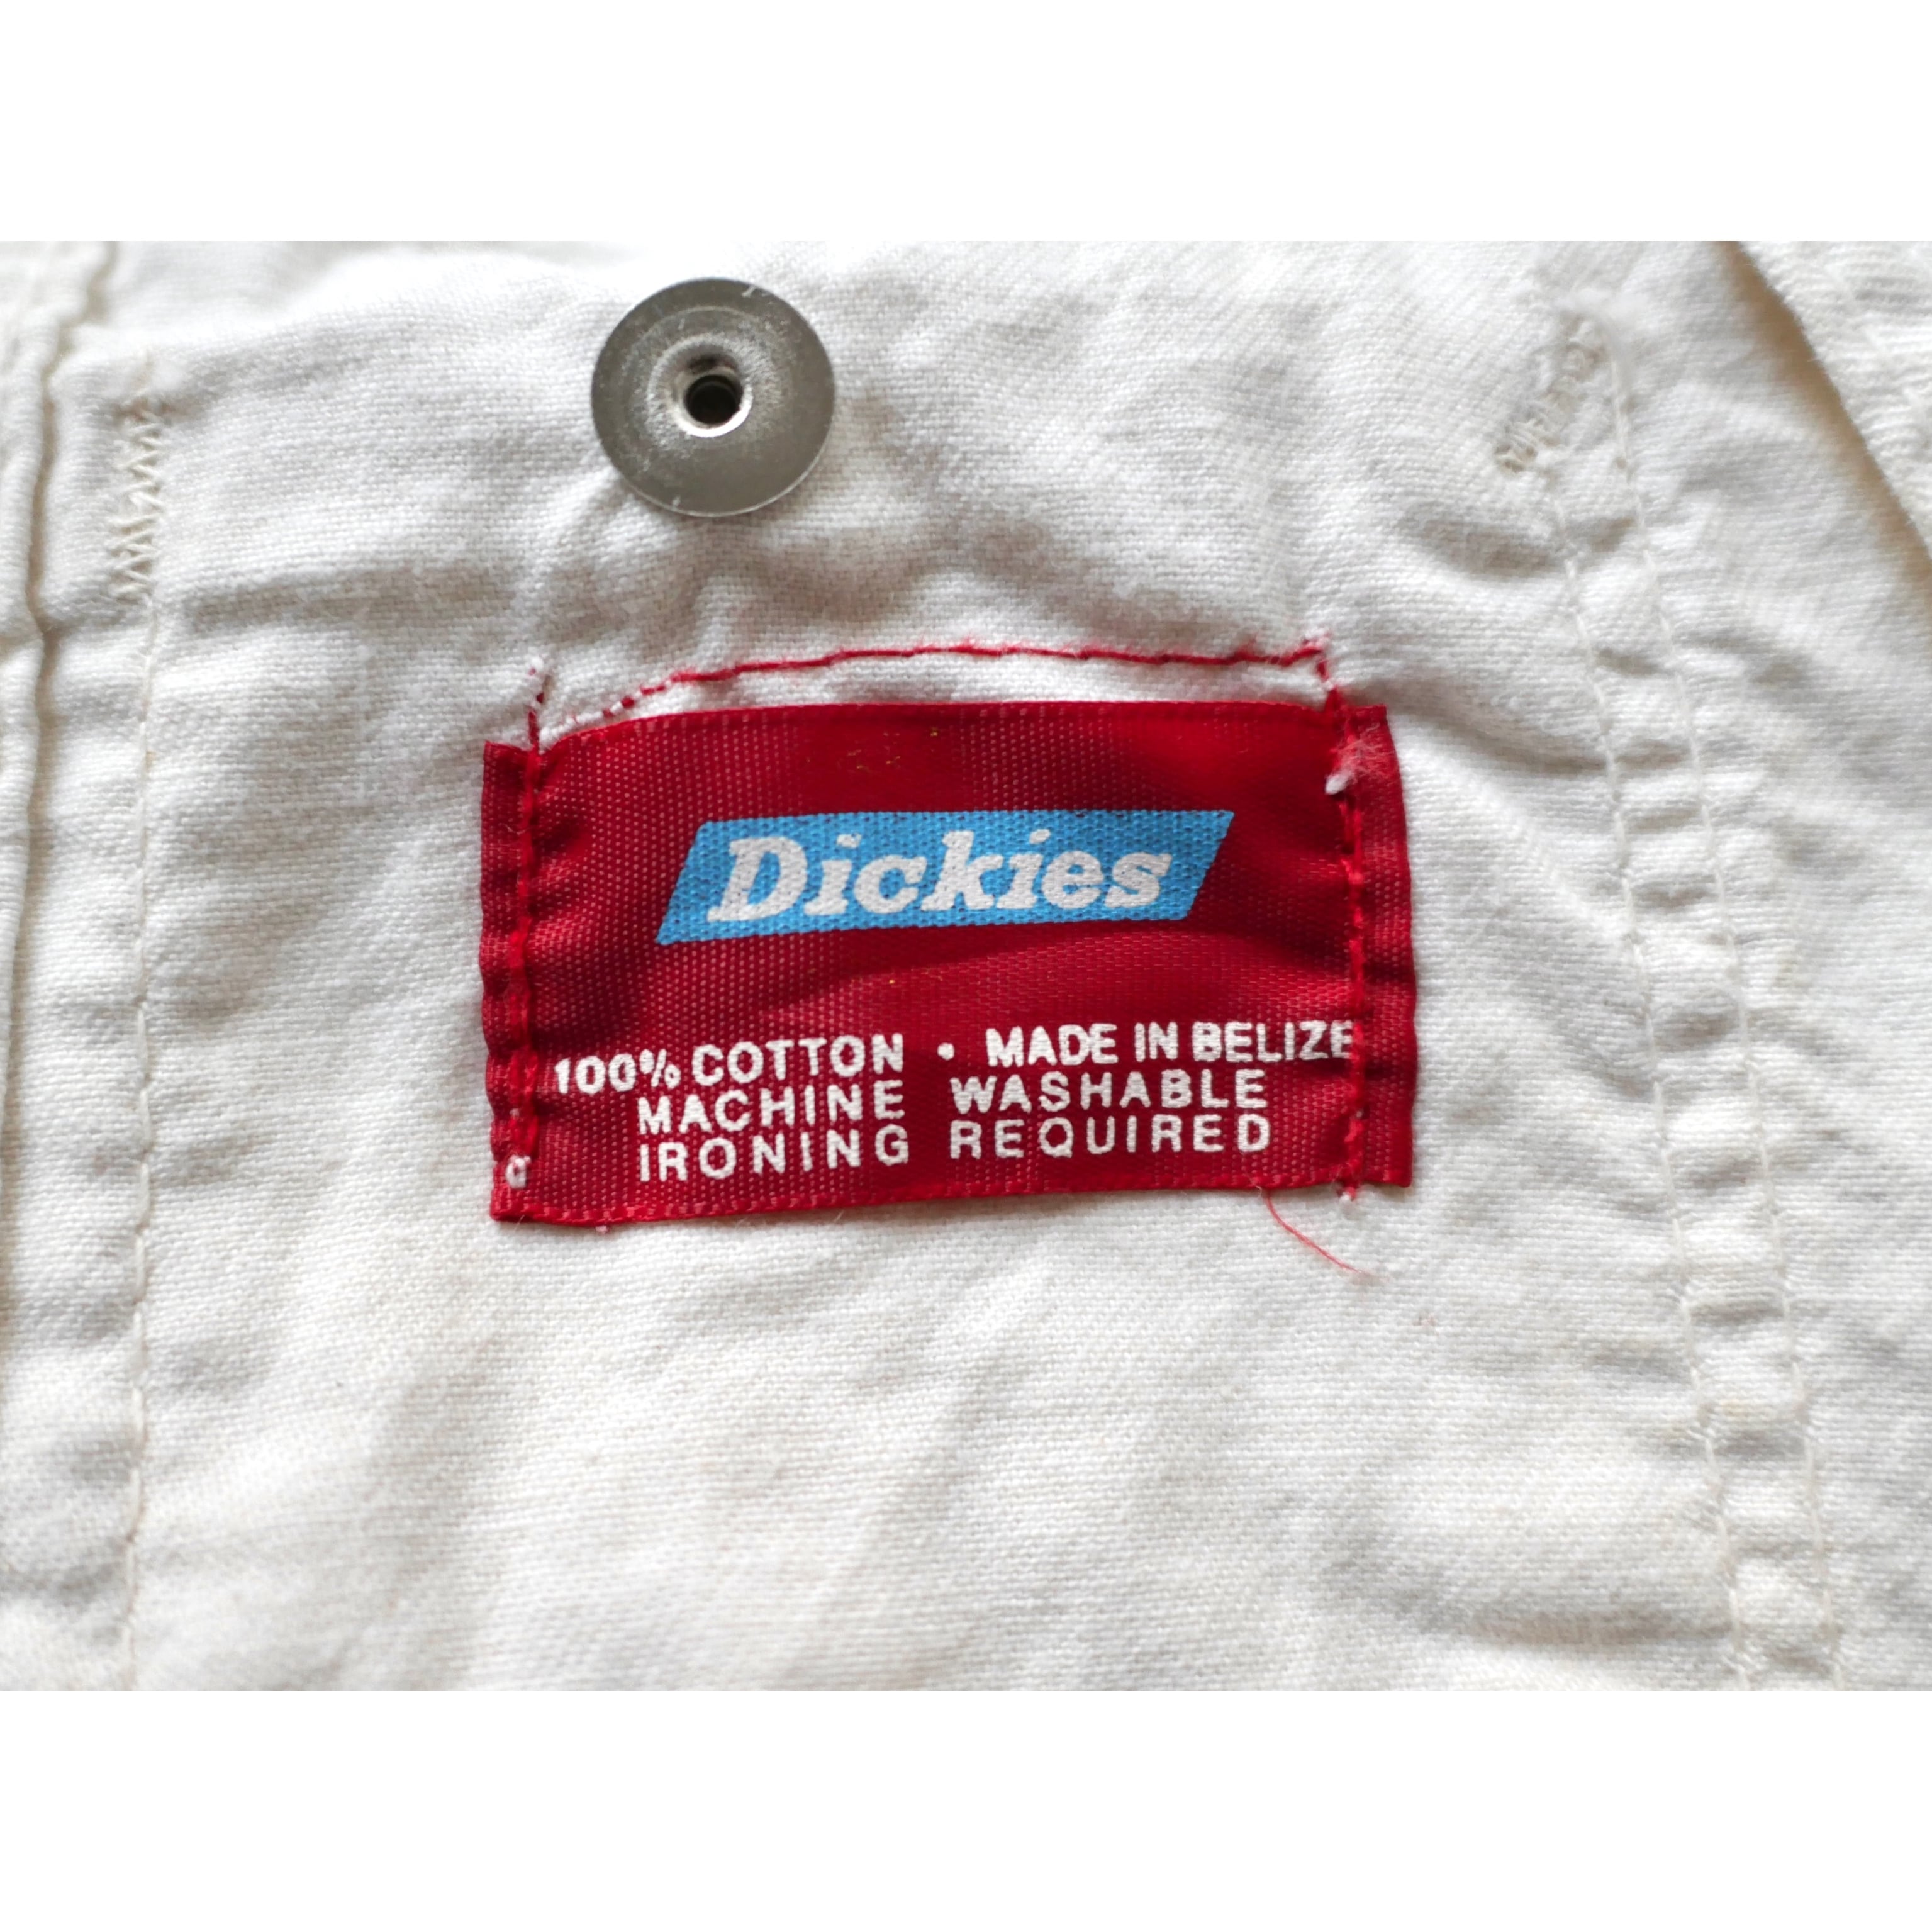 Dickies
100% COTTON • MADE IN BELIZE
MACHINE WASHABLE
IRONING REQUIRED